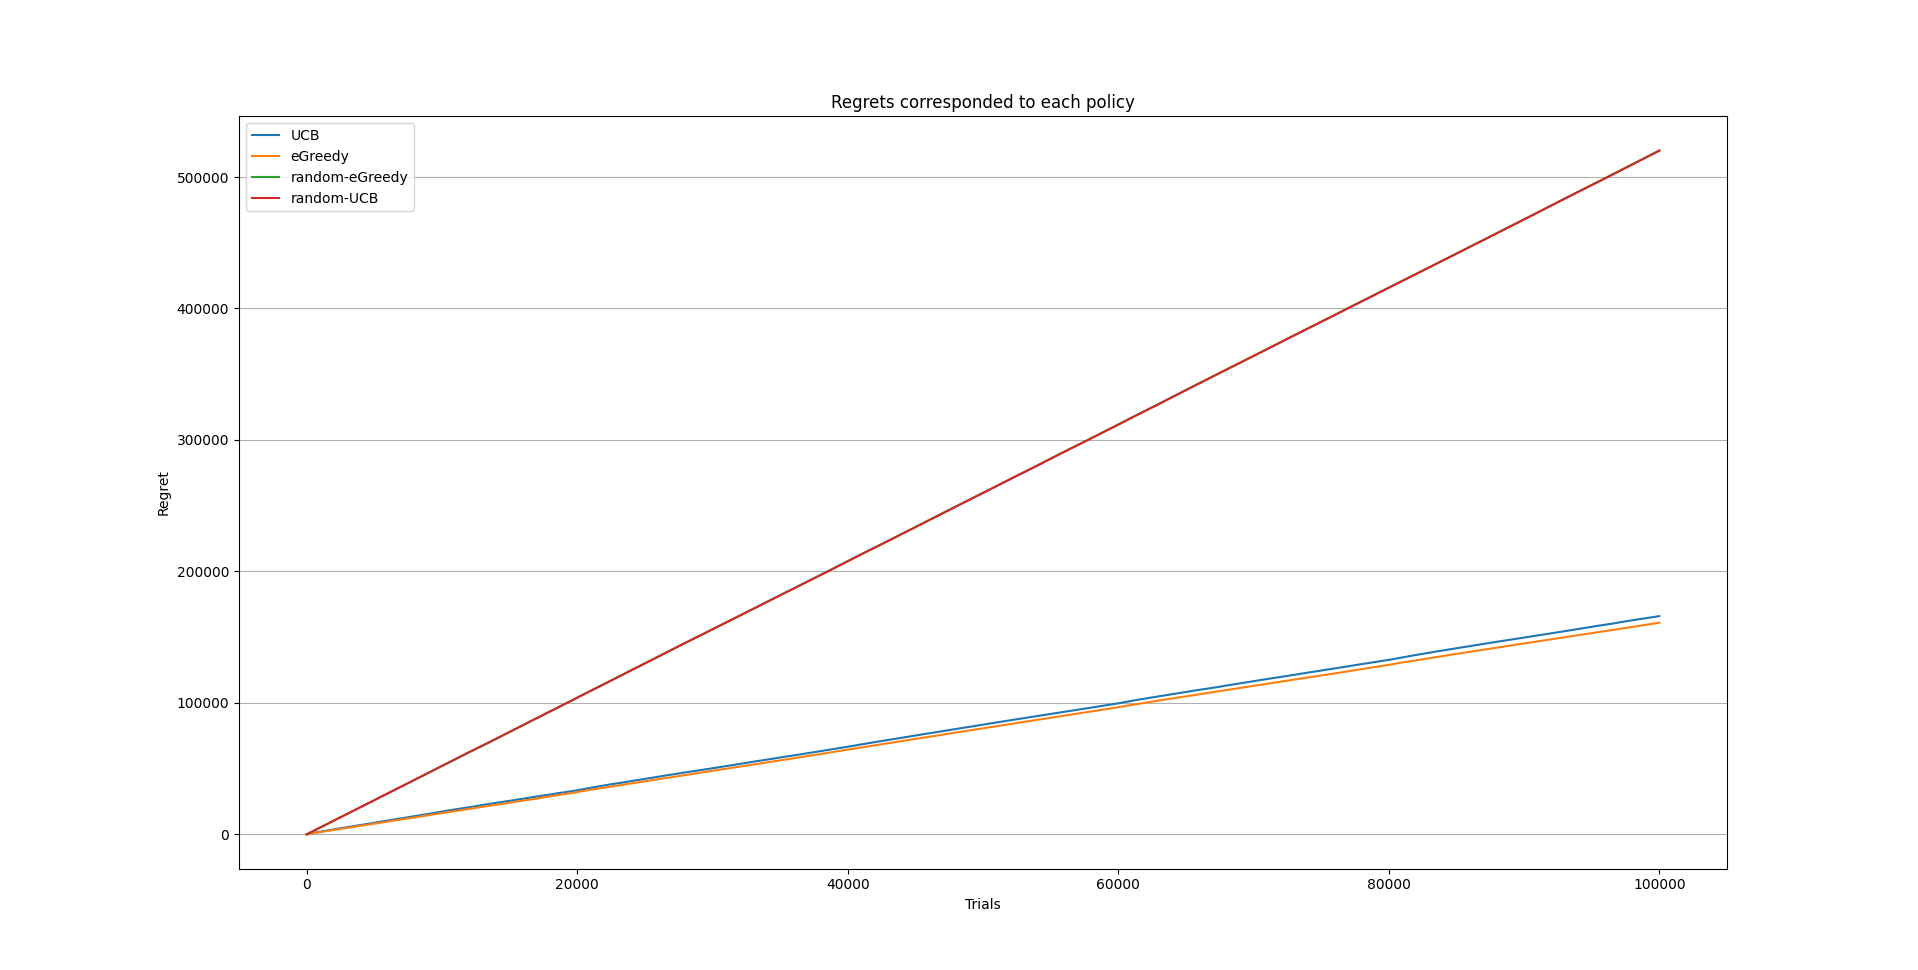 Regrets corresponded to each policy
UCB
eGreedy
random-eGreedy
random-UCB
500000
400000
300000
200000
100000
0
Regret
0 20000 40000 60000 80000 100000
Trials